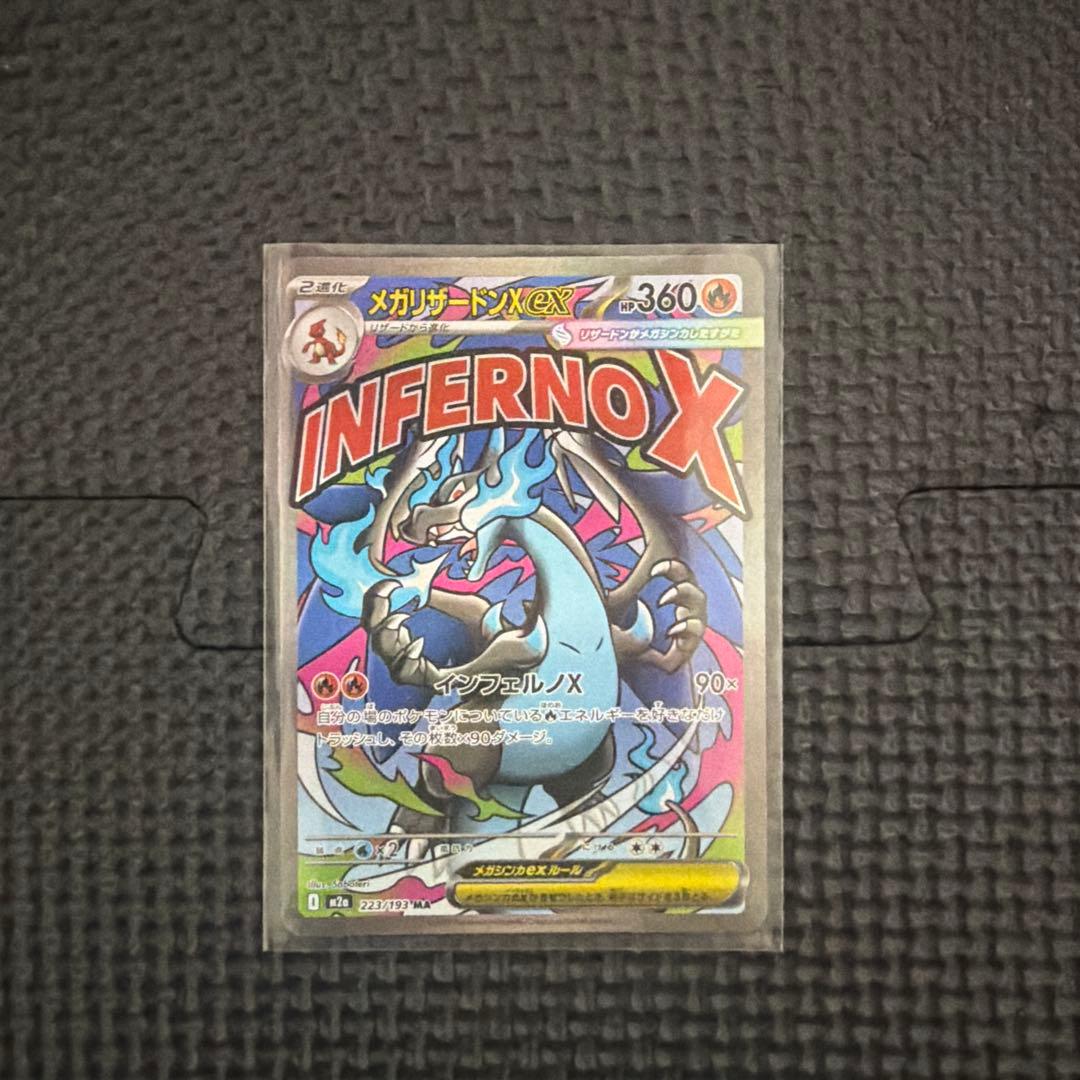 2進化
メガリザードンXex
HP360
リザードから進化
リザードンがメガシンカしたすがた
INFERNO X
インフェルノX
90×
自分の場のポケモンについているエネルギーを好きなだけ
トラッシュし、その枚数×90ダメージ。
×2
メガシンカexルール
illus. Saboteri
I m2a 223/193 MA